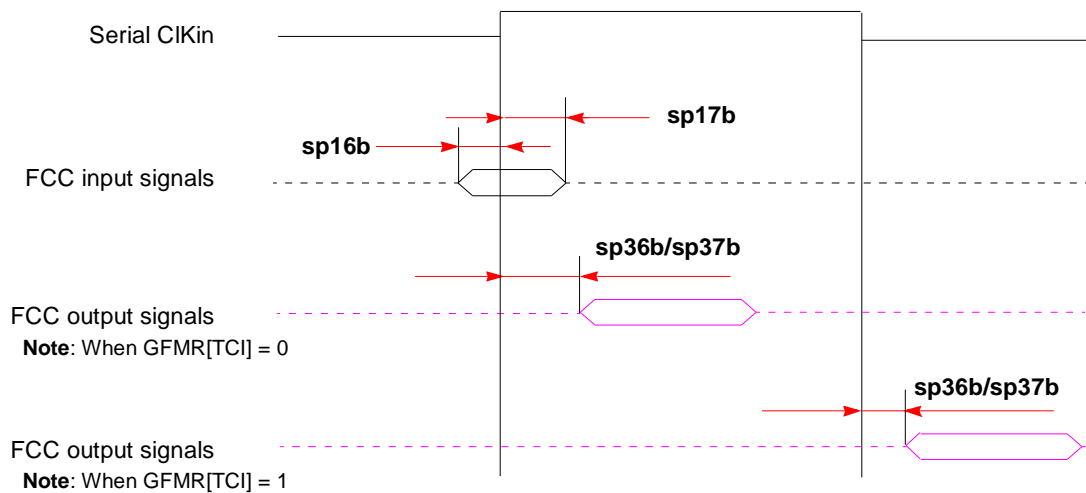 Serial ClKin
sp17b
sp16b
FCC input signals
sp36b/sp37b
FCC output signals
Note: When GFMR[TCI] = 0
sp36b/sp37b
FCC output signals
Note: When GFMR[TCI] = 1